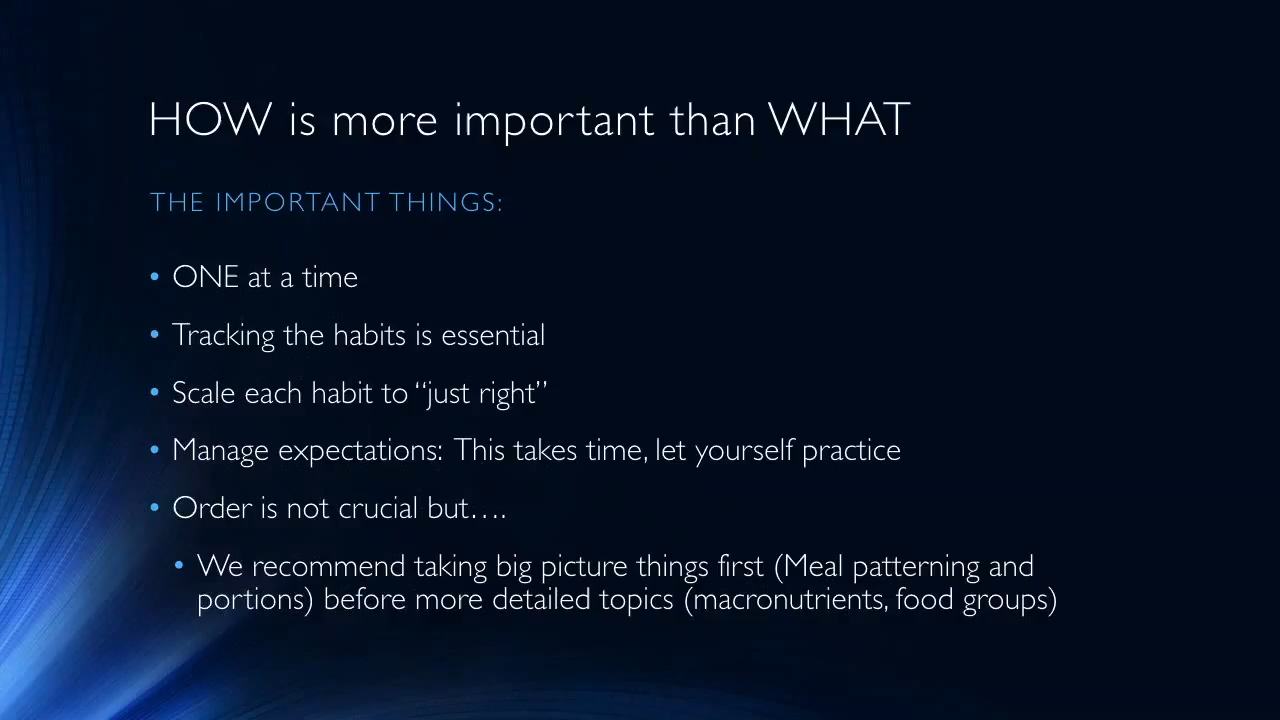 HOW is more important than WHAT
THE IMPORTANT THINGS:
• ONE at a time
• Tracking the habits is essential
• Scale each habit to “just right”
• Manage expectations: This takes time, let yourself practice
• Order is not crucial but….
• We recommend taking big picture things first (Meal patterning and
portions) before more detailed topics (macronutrients, food groups)